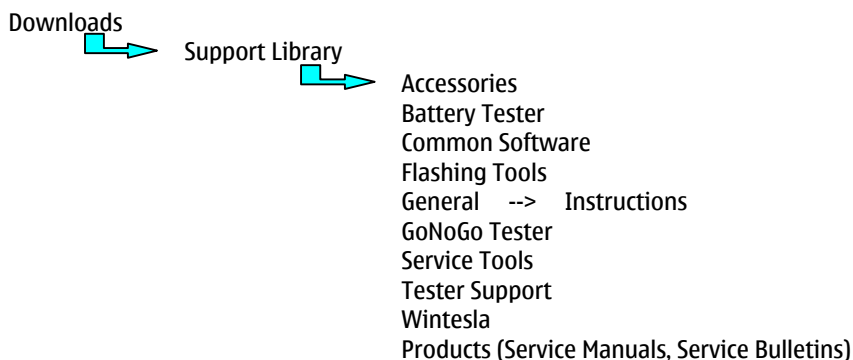 Downloads
Support Library
Accessories
Battery Tester
Common Software
Flashing Tools
General --> Instructions
GoNoGo Tester
Service Tools
Tester Support
Wintesla
Products (Service Manuals, Service Bulletins)